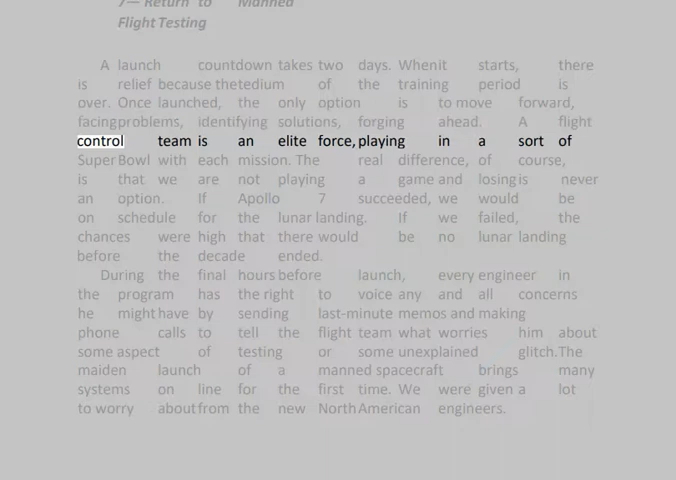 7— Return to Manned
Flight Testing
A launch countdown takes two days. Whenit starts, there
is relief because thetedium of the training period is
over. Once launched, the only option is to move forward,
facingproblems, identifying solutions, forging ahead. A flight
control team is an elite force, playing in a sort of
Super Bowl with each mission. The real difference, of course,
is that we are not playing a game and losing is never
an option. If Apollo 7 succeeded, we would be
on schedule for the lunar landing. If we failed, the
chances were high that there would be no lunar landing
before the decade ended.
During the final hours before launch, every engineer in
the program has the right to voice any and all concerns
he might have by sending last-minute memos and making
phone calls to tell the flight team what worries him about
some aspect of testing or some unexplained glitch.The
maiden launch of a manned spacecraft brings many
systems on line for the first time. We were given a lot
to worry about from the new North American engineers.